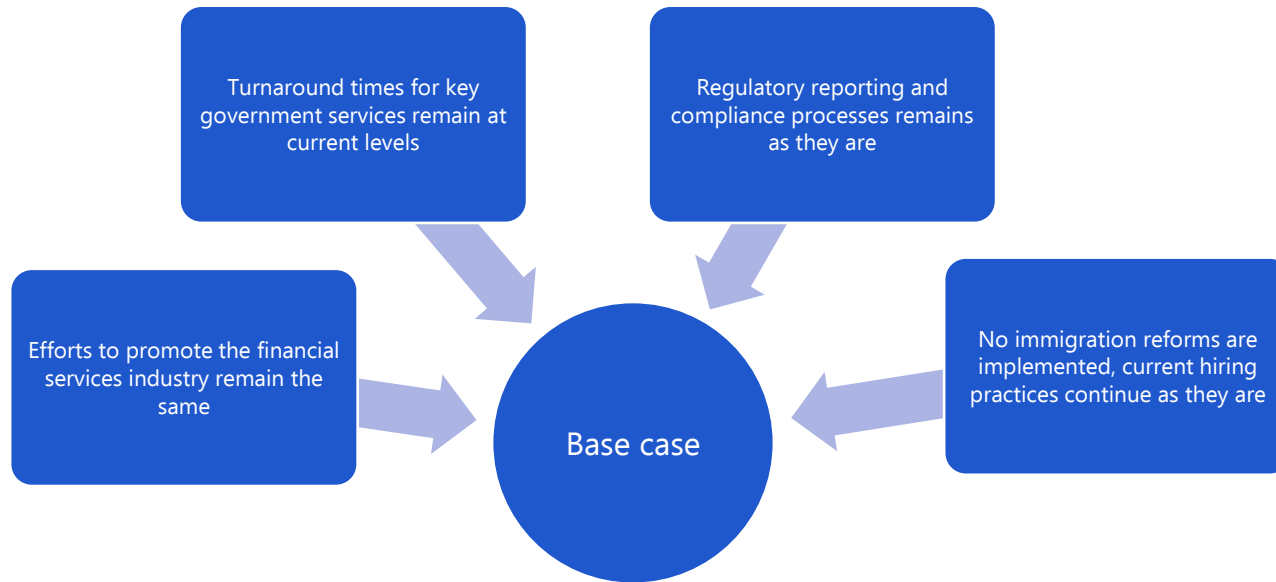 Turnaround times for key
government services remain at
current levels
Regulatory reporting and
compliance processes remains
as they are
Efforts to promote the financial
services industry remain the
same
No immigration reforms are
implemented, current hiring
practices continue as they are
Base case